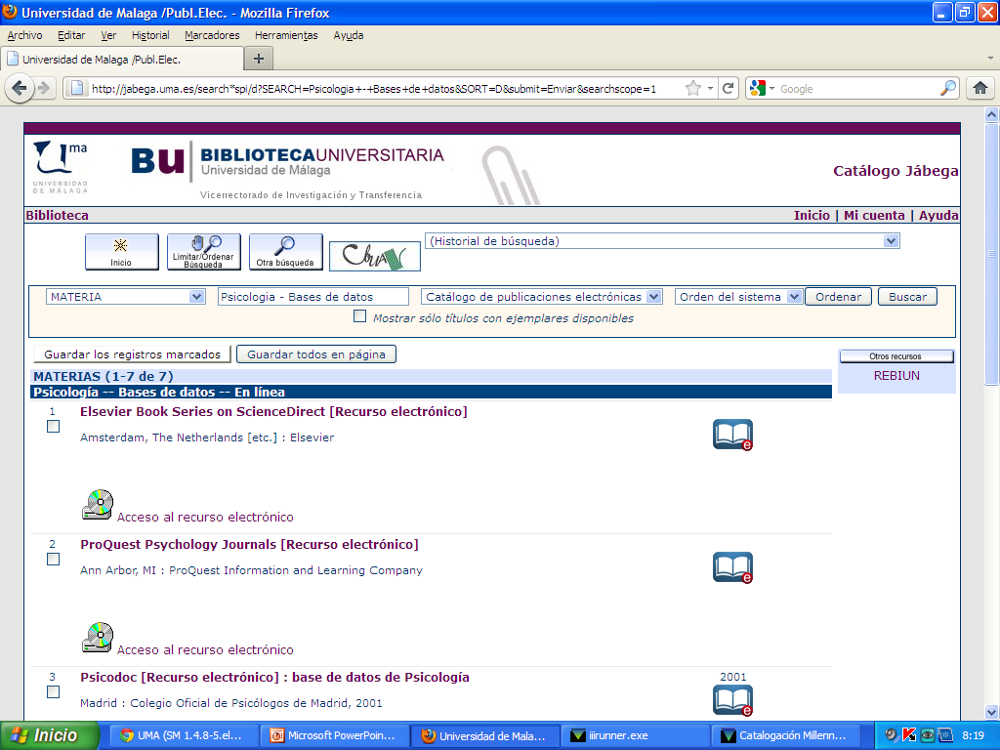 Universidad de Malaga /Publ.Elec. - Mozilla Firefox
Archivo Editar Ver Historial Marcadores Herramientas Ayuda
Universidad de Malaga /Publ.Elec.
http://jabega.uma.es/search*spi/d?SEARCH=Psicologia+-+Bases+de+datos&SORT=D&submit=Enviar&searchscope=1 Google
uma
UNIVERSIDAD
DE MÁLAGA
Bu BIBLIOTECAUNIVERSITARIA
Universidad de Málaga
Vicerrectorado de Investigación y Transferencia
Catálogo Jábega
Biblioteca Inicio | Mi cuenta | Ayuda
Inicio
Limitar/Ordenar
Búsqueda
Otra búsqueda
Cbua
(Historial de búsqueda)
MATERIA Psicologia - Bases de datos Catálogo de publicaciones electrónicas Orden del sistema Ordenar Buscar
Mostrar sólo títulos con ejemplares disponibles
Guardar los registros marcados Guardar todos en página
Otros recursos
REBIUN
MATERIAS (1-7 de 7)
Psicología -- Bases de datos -- En línea
1 Elsevier Book Series on ScienceDirect [Recurso electrónico]
Amsterdam, The Netherlands [etc.] : Elsevier
e
Acceso al recurso electrónico
2 ProQuest Psychology Journals [Recurso electrónico]
Ann Arbor, MI : ProQuest Information and Learning Company
e
Acceso al recurso electrónico
3 Psicodoc [Recurso electrónico] : base de datos de Psicología 2001
Madrid : Colegio Oficial de Psicólogos de Madrid, 2001
e
Inicio UMA (SM 1.4.8-5.el... Microsoft PowerPoin... Universidad de Mala... iiirunner.exe Catalogación Millenn... 8:19